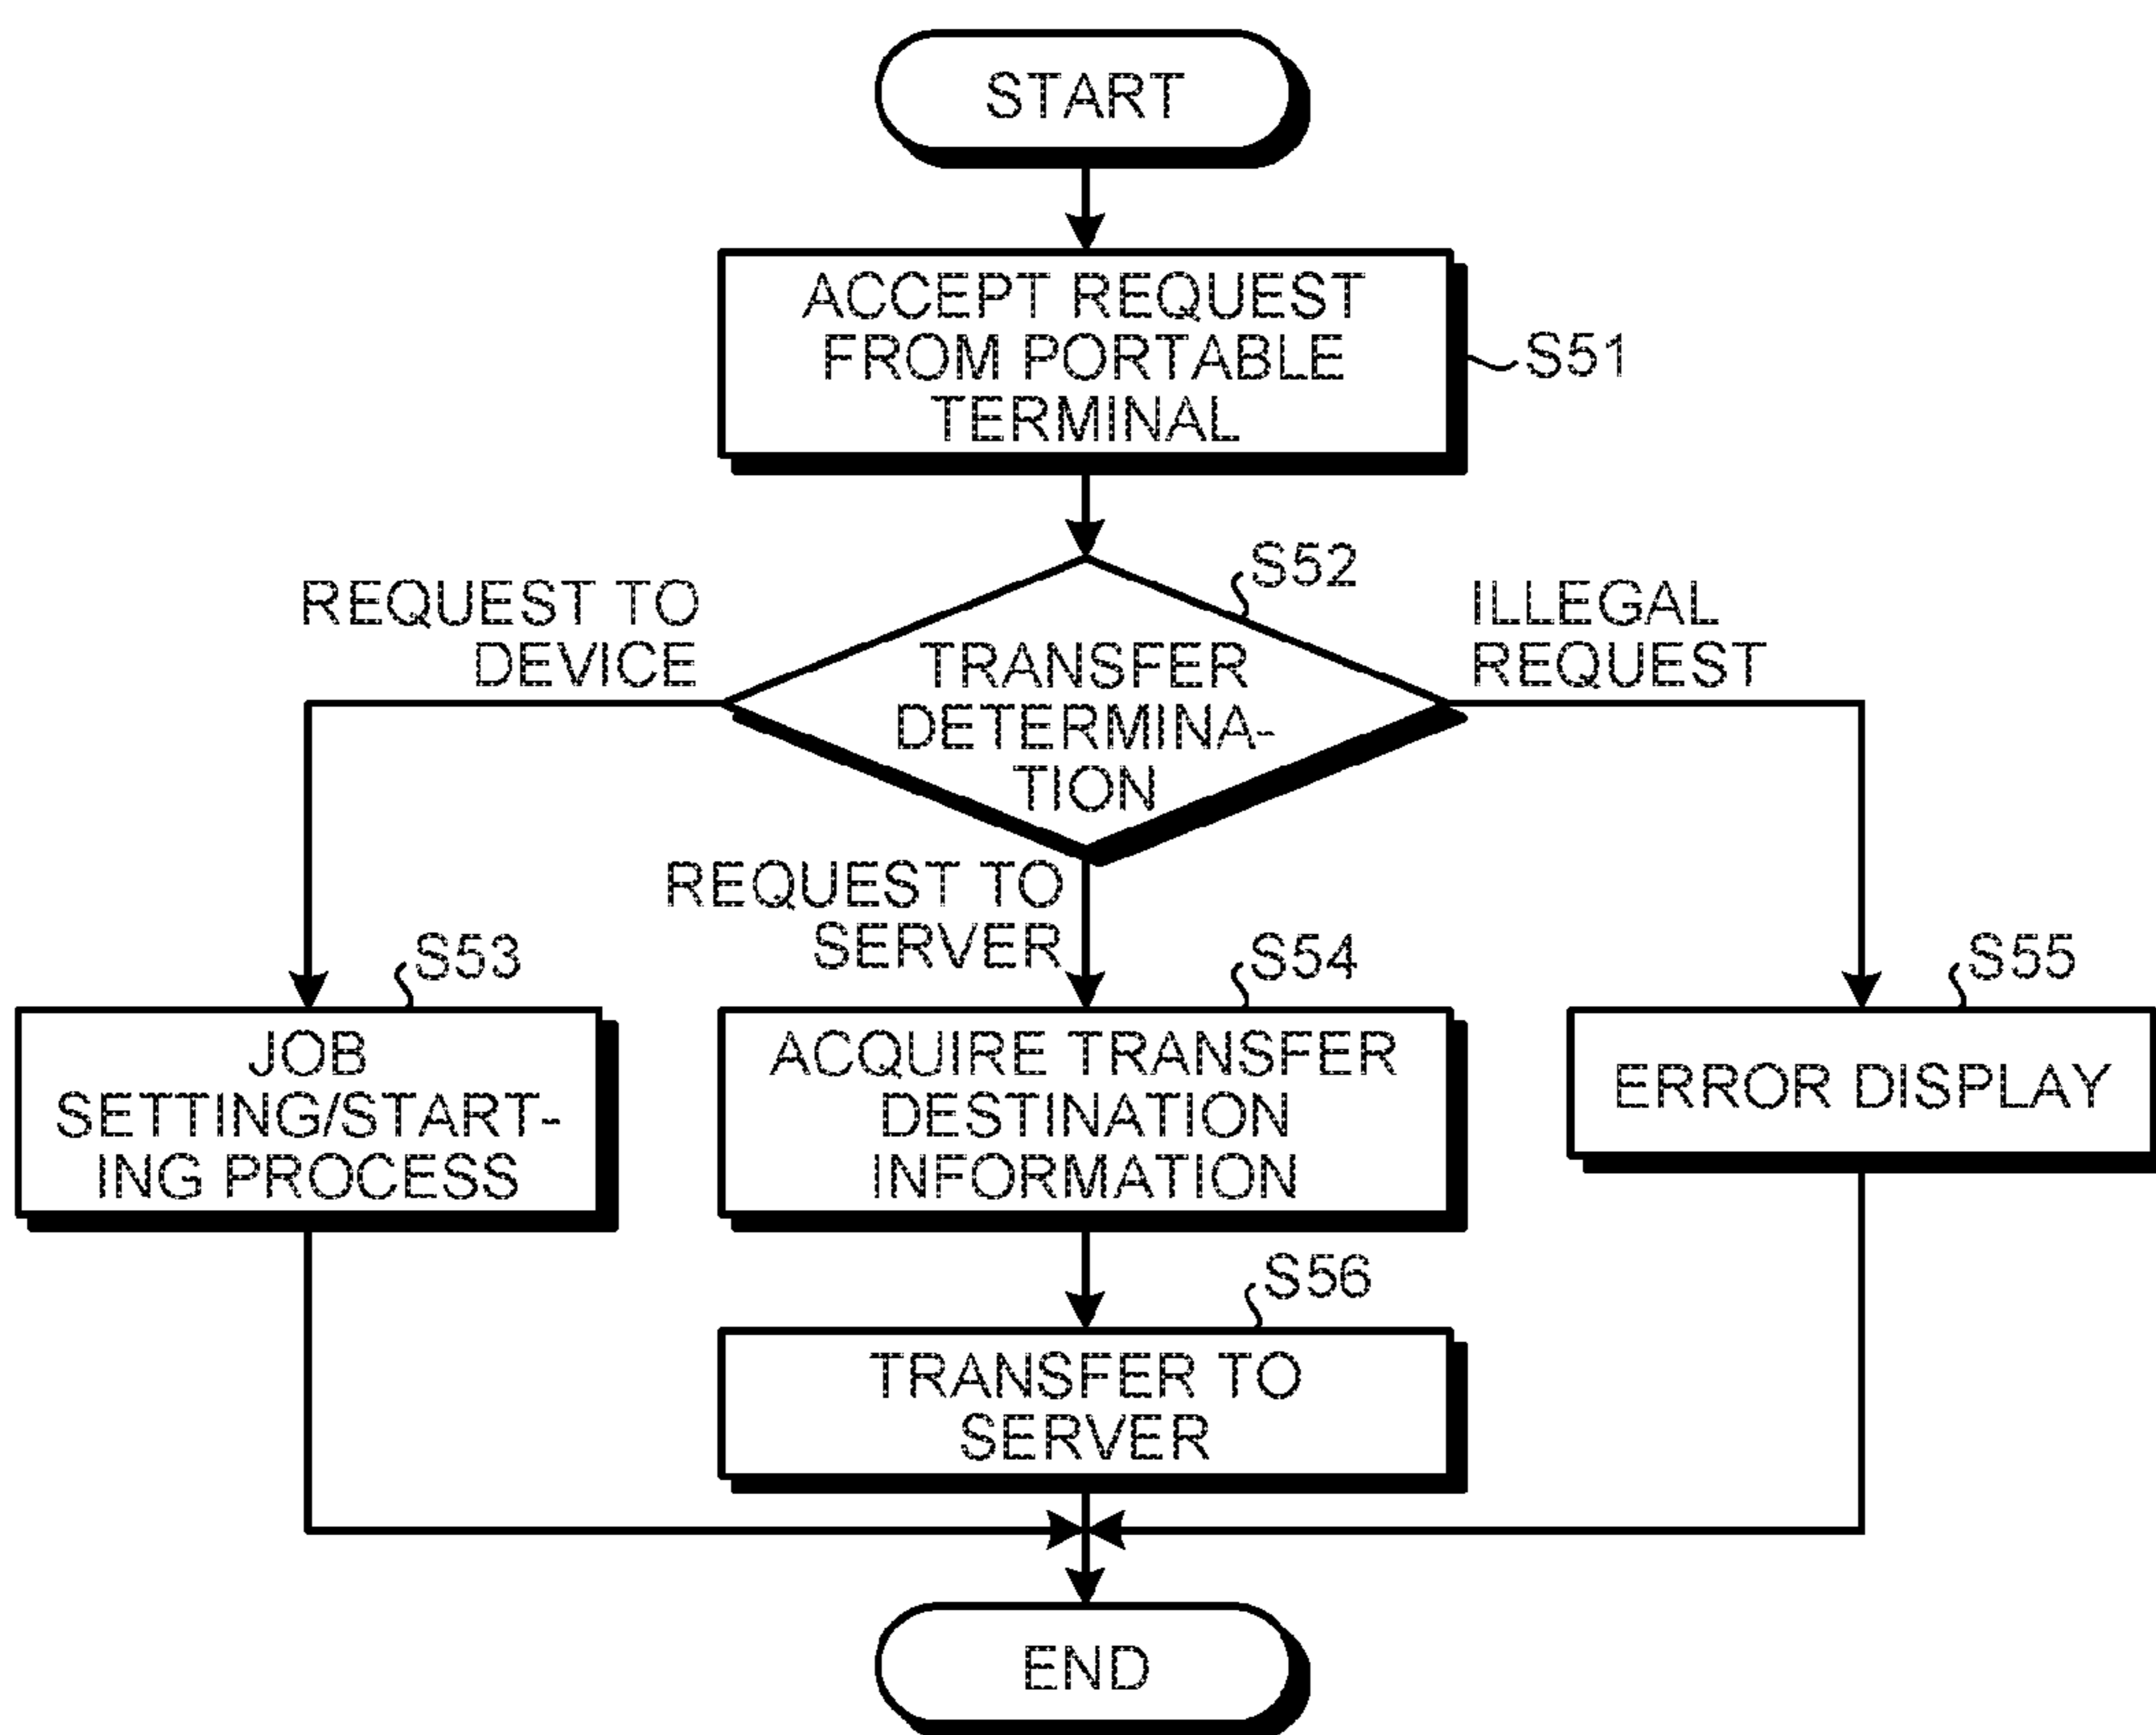 START
ACCEPT REQUEST
FROM PORTABLE
TERMINAL
S51
S52
TRANSFER
DETERMINA-
TION
REQUEST TO
DEVICE
REQUEST TO
SERVER
ILLEGAL
REQUEST
S53
JOB
SETTING/START-
ING PROCESS
S54
ACQUIRE TRANSFER
DESTINATION
INFORMATION
S55
ERROR DISPLAY
S56
TRANSFER TO
SERVER
END